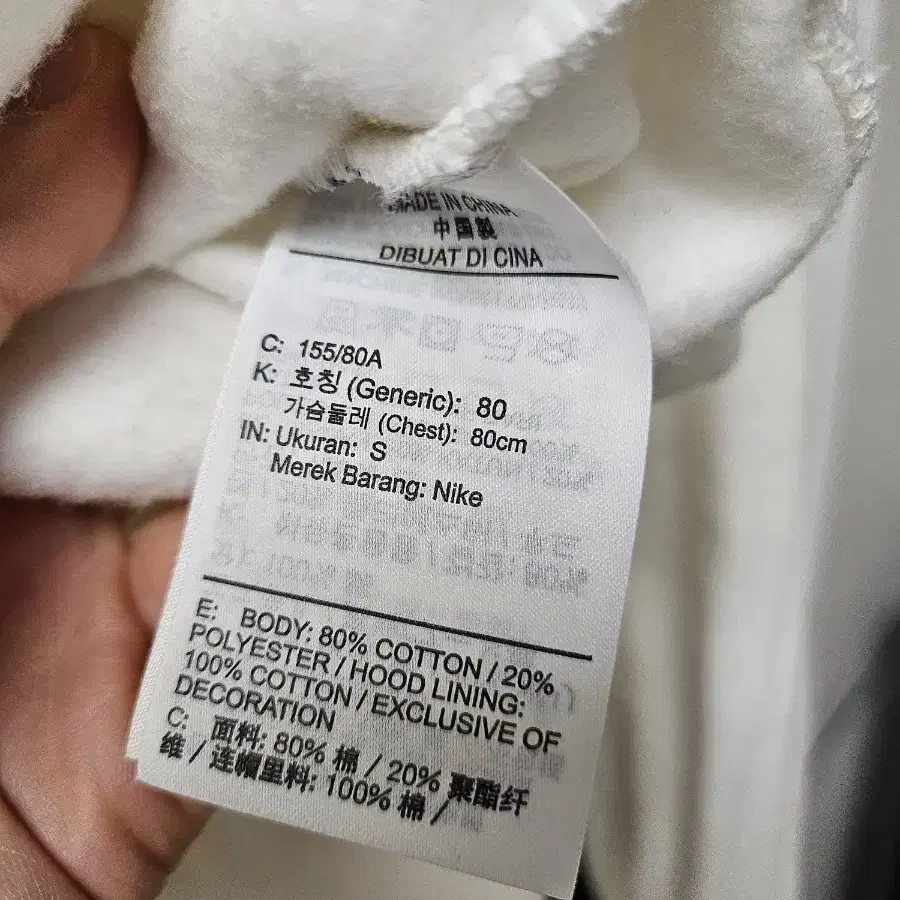 MADE IN CHINA
中国製
DIBUAT DI CINA
C: 155/80A
K: 호칭 (Generic): 80
가슴둘레 (Chest): 80cm
IN: Ukuran: S
Merek Barang: Nike
E: BODY: 80% COTTON / 20%
POLYESTER / HOOD LINING:
100% COTTON / EXCLUSIVE OF
DECORATION
C: 面料: 80% 棉 / 20% 聚酯纤
维 / 连帽里料: 100% 棉 /